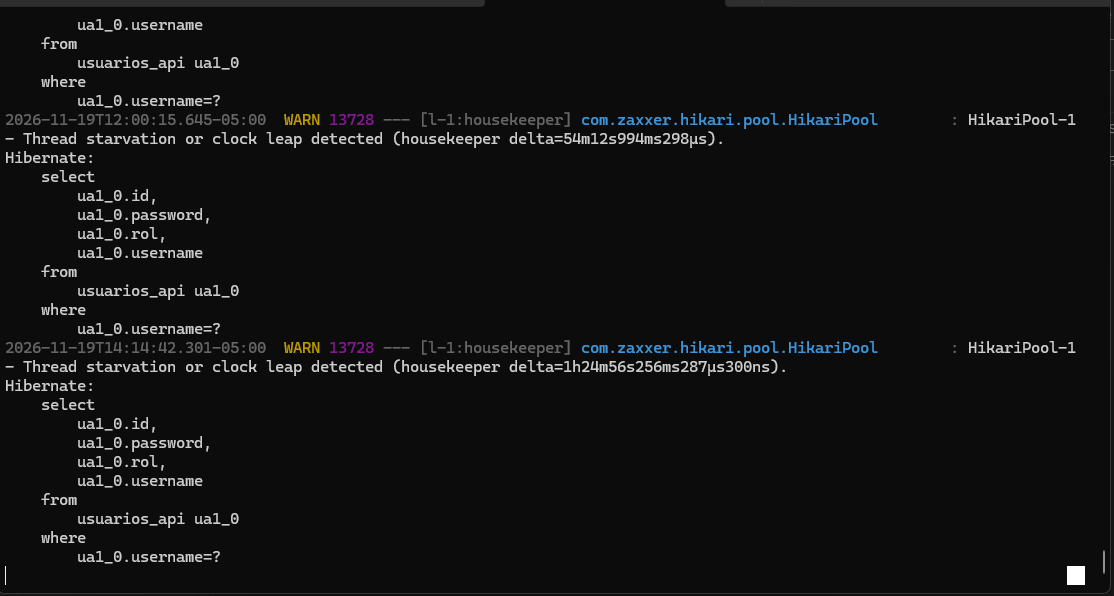 ua1_0.username
from
usuarios_api ua1_0
where
ua1_0.username=?
2026-11-19T12:00:15.645-05:00  WARN 13728 --- [l-1:housekeeper] com.zaxxer.hikari.pool.HikariPool        : HikariPool-1
- Thread starvation or clock leap detected (housekeeper delta=54m12s994ms298µs).
Hibernate:
select
ua1_0.id,
ua1_0.password,
ua1_0.rol,
ua1_0.username
from
usuarios_api ua1_0
where
ua1_0.username=?
2026-11-19T14:14:42.301-05:00  WARN 13728 --- [l-1:housekeeper] com.zaxxer.hikari.pool.HikariPool        : HikariPool-1
- Thread starvation or clock leap detected (housekeeper delta=1h24m56s256ms287µs300ns).
Hibernate:
select
ua1_0.id,
ua1_0.password,
ua1_0.rol,
ua1_0.username
from
usuarios_api ua1_0
where
ua1_0.username=?